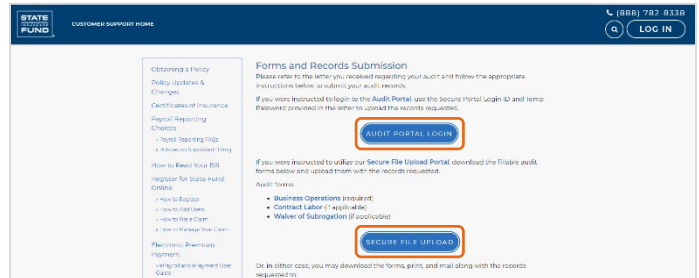 STATE
FUND
CUSTOMER SUPPORT HOME
(888) 782-8338
LOG IN
Obtaining a Policy
Policy Updates &
Changes
Certificates of Insurance
Payroll Reporting
Choices
Payroll Reporting FAQs
How to Read Your Bill
Register for State Fund
Online
How to Register
How to Add Users
How to File a Claim
How to Manage Your Claim
Electronic Premium
Payment
ePayroll and ePayment User
Guide
Forms and Records Submission
Please refer to the letter you received regarding your audit and follow the appropriate
instructions below to submit your audit records.
If you were instructed to login to the Audit Portal, use the Secure Portal Login ID and Temp
Password provided in the letter to upload the records requested.
AUDIT PORTAL LOGIN
If you were instructed to utilize our Secure File Upload Portal, download the fillable audit
forms below and upload them with the records requested.
Audit forms:
• Business Operations (required)
• Contract Labor (if applicable)
• Waiver of Subrogation (if applicable)
SECURE FILE UPLOAD
Or, in either case, you may download the forms, print, and mail along with the records
requested to: